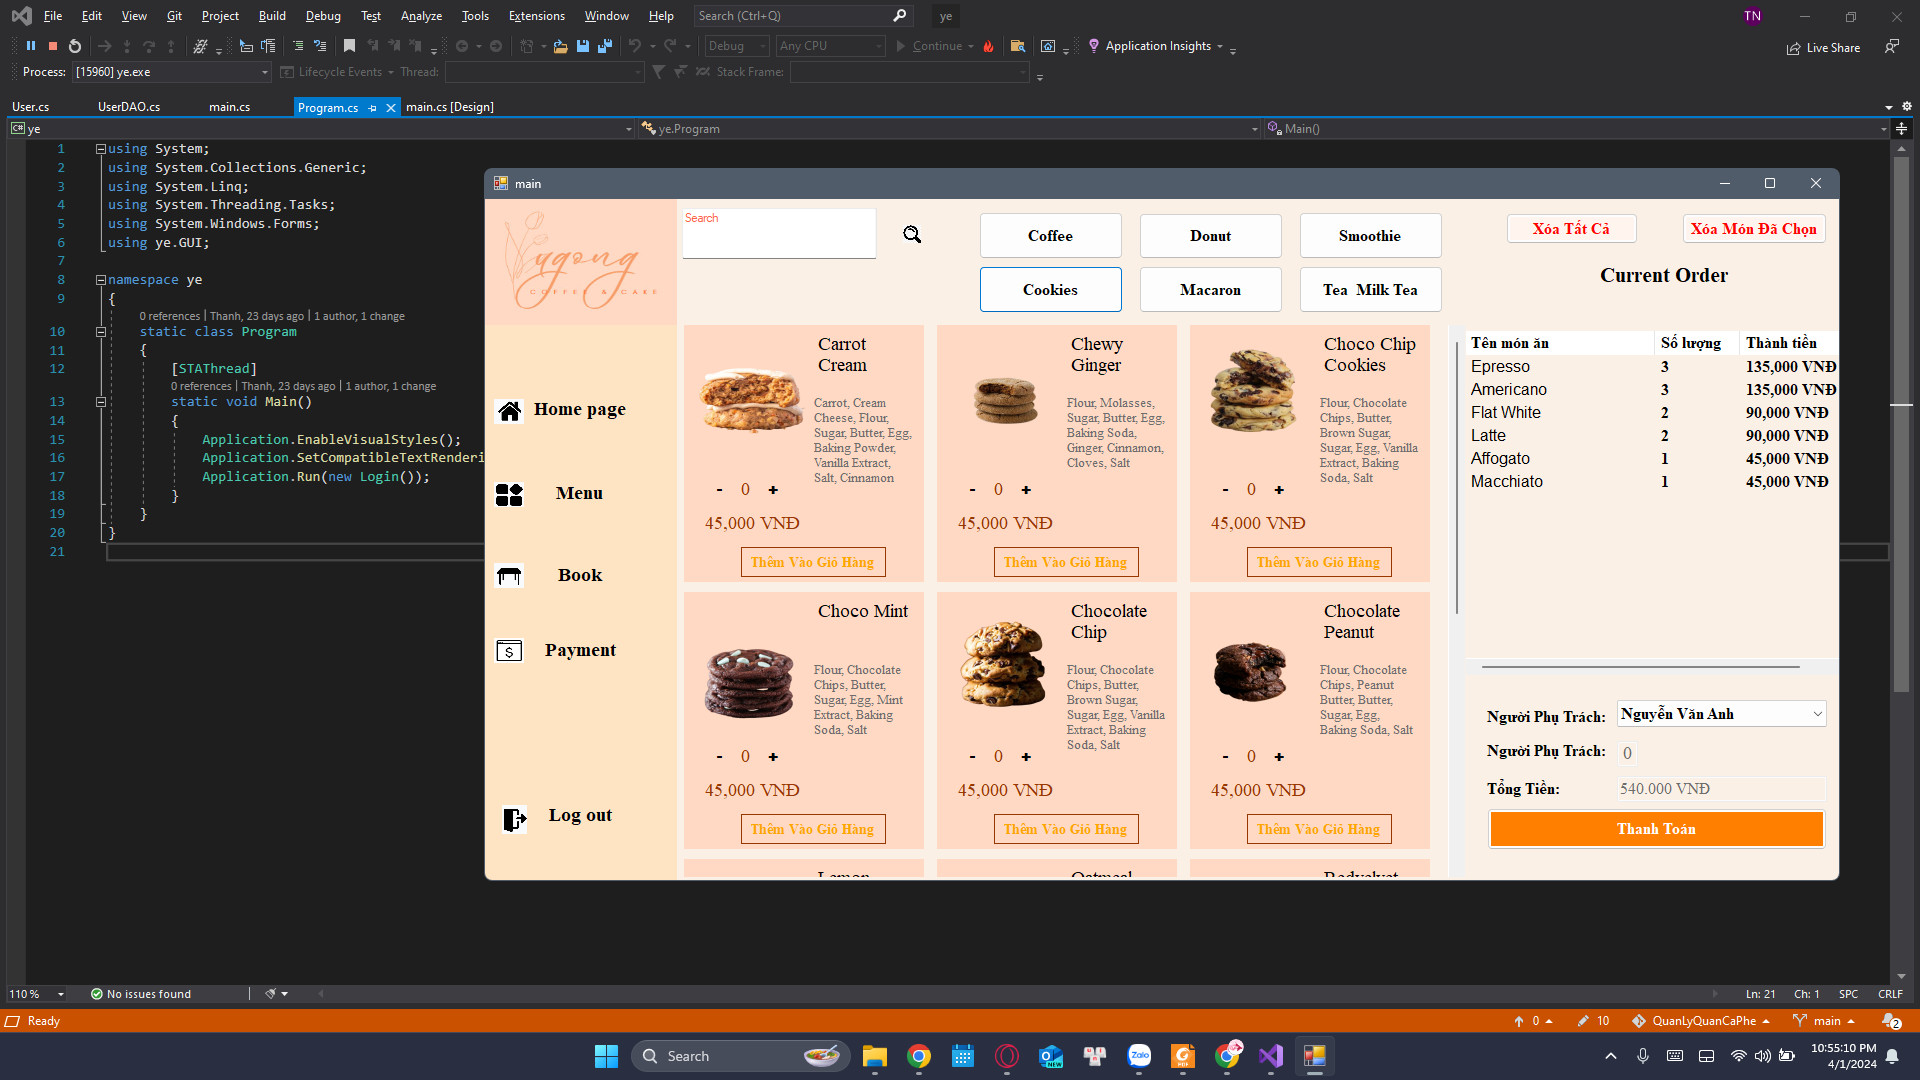 File Edit View Git Project Build Debug Test Analyze Tools Extensions Window Help Search (Ctrl+Q) ye TN
Debug Any CPU Continue Application Insights Live Share
Process: [15960] ye.exe Lifecycle Events Thread: Stack Frame:
User.cs UserDAO.cs main.cs Program.cs main.cs [Design]
C# ye ye.Program Main()
1 using System;
2 using System.Collections.Generic;
3 using System.Linq;
4 using System.Threading.Tasks;
5 using System.Windows.Forms;
6 using ye.GUI;
7
8 namespace ye
9 {
0 references | Thanh, 23 days ago | 1 author, 1 change
10 static class Program
11 {
12 [STAThread]
0 references | Thanh, 23 days ago | 1 author, 1 change
13 static void Main()
14 {
15 Application.EnableVisualStyles();
16 Application.SetCompatibleTextRenderi
17 Application.Run(new Login());
18 }
19 }
20 }
21
main
yugong
COFFEE & CAKE
Home page
Menu
Book
Payment
Log out
Search
Coffee Donut Smoothie
Cookies Macaron Tea Milk Tea
Xóa Tất Cả Xóa Món Đã Chọn
Current Order
Carrot
Cream
Carrot, Cream
Cheese, Flour,
Sugar, Butter, Egg,
Baking Powder,
Vanilla Extract,
Salt, Cinnamon
- 0 +
45,000 VNĐ
Thêm Vào Giỏ Hàng
Chewy
Ginger
Flour, Molasses,
Sugar, Butter, Egg,
Baking Soda,
Ginger, Cinnamon,
Cloves, Salt
- 0 +
45,000 VNĐ
Thêm Vào Giỏ Hàng
Choco Chip
Cookies
Flour, Chocolate
Chips, Butter,
Brown Sugar,
Sugar, Egg, Vanilla
Extract, Baking
Soda, Salt
- 0 +
45,000 VNĐ
Thêm Vào Giỏ Hàng
Choco Mint
Flour, Chocolate
Chips, Butter,
Sugar, Egg, Mint
Extract, Baking
Soda, Salt
- 0 +
45,000 VNĐ
Thêm Vào Giỏ Hàng
Chocolate
Chip
Flour, Chocolate
Chips, Butter,
Brown Sugar,
Sugar, Egg, Vanilla
Extract, Baking
Soda, Salt
- 0 +
45,000 VNĐ
Thêm Vào Giỏ Hàng
Chocolate
Peanut
Flour, Chocolate
Chips, Peanut
Butter, Butter,
Sugar, Egg,
Baking Soda, Salt
- 0 +
45,000 VNĐ
Thêm Vào Giỏ Hàng
Lemon Oatmeal Redvelvet
Tên món ăn Số lượng Thành tiền
Epresso 3 135,000 VNĐ
Americano 3 135,000 VNĐ
Flat White 2 90,000 VNĐ
Latte 2 90,000 VNĐ
Affogato 1 45,000 VNĐ
Macchiato 1 45,000 VNĐ
Người Phụ Trách: Nguyễn Văn Anh
Người Phụ Trách: 0
Tổng Tiền: 540.000 VNĐ
Thanh Toán
110 % No issues found Ln: 21 Ch: 1 SPC CRLF
Ready 0 10 QuanLyQuanCaPhe main 2
Search NEW Zalo PDF
10:55:10 PM
4/1/2024